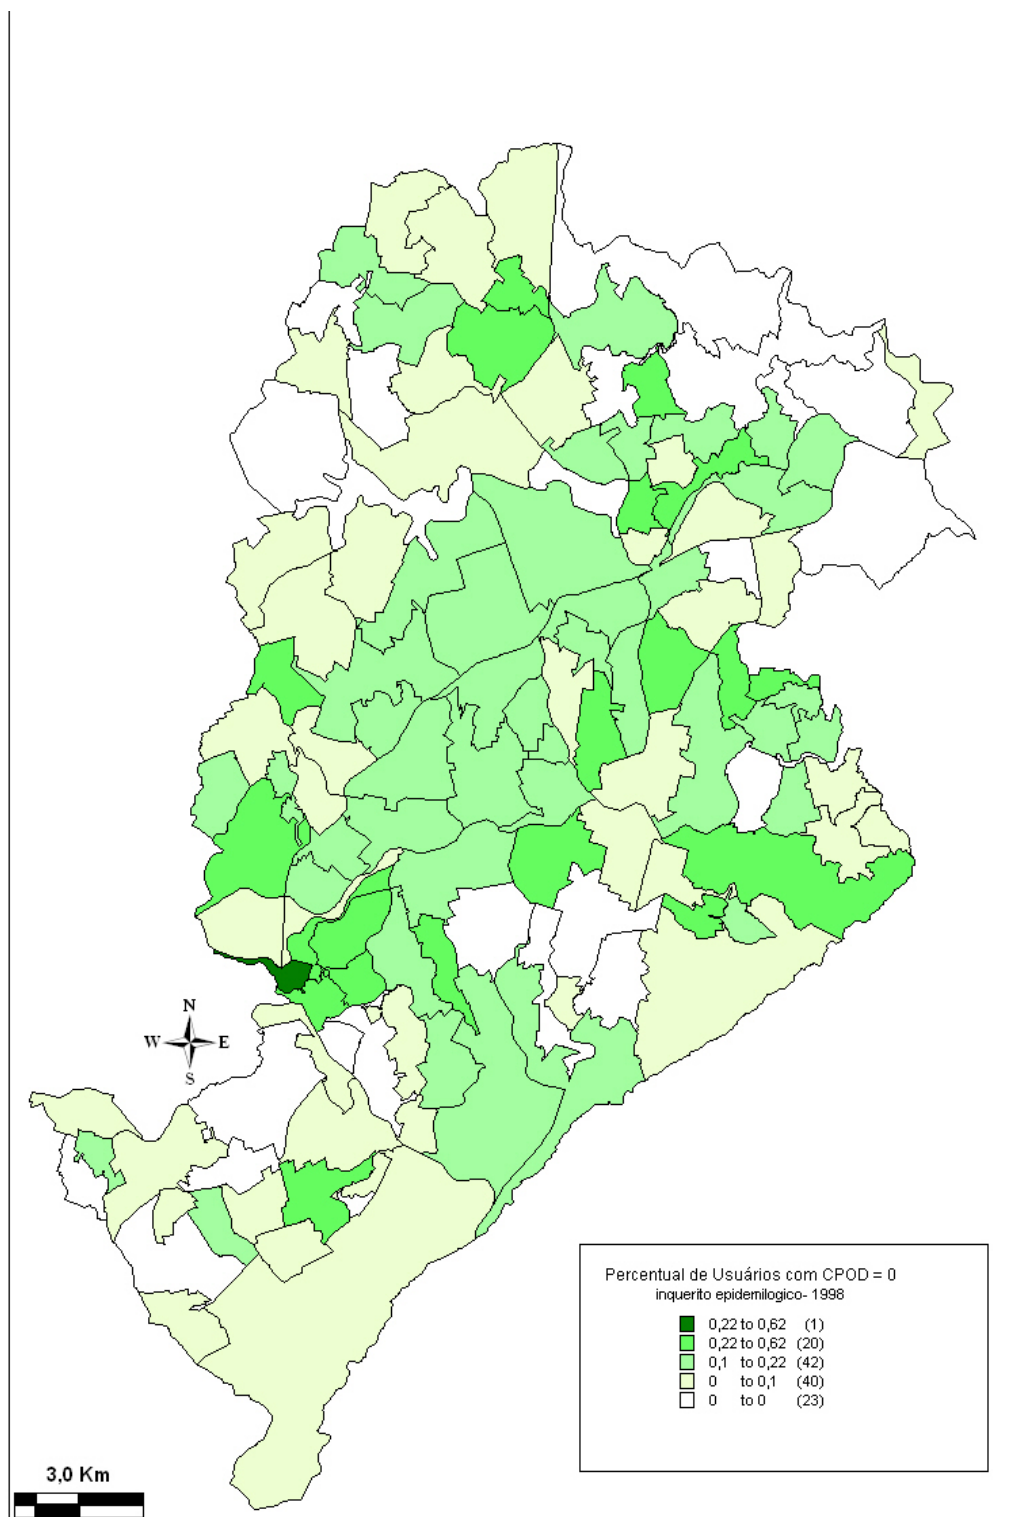 N
W E
S
Percentual de Usuários com CPOD = 0
inquerito epidemilogico- 1998
0,22 to 0,62 (1)
0,22 to 0,62 (20)
0,1 to 0,22 (42)
0 to 0,1 (40)
0 to 0 (23)
3,0 Km